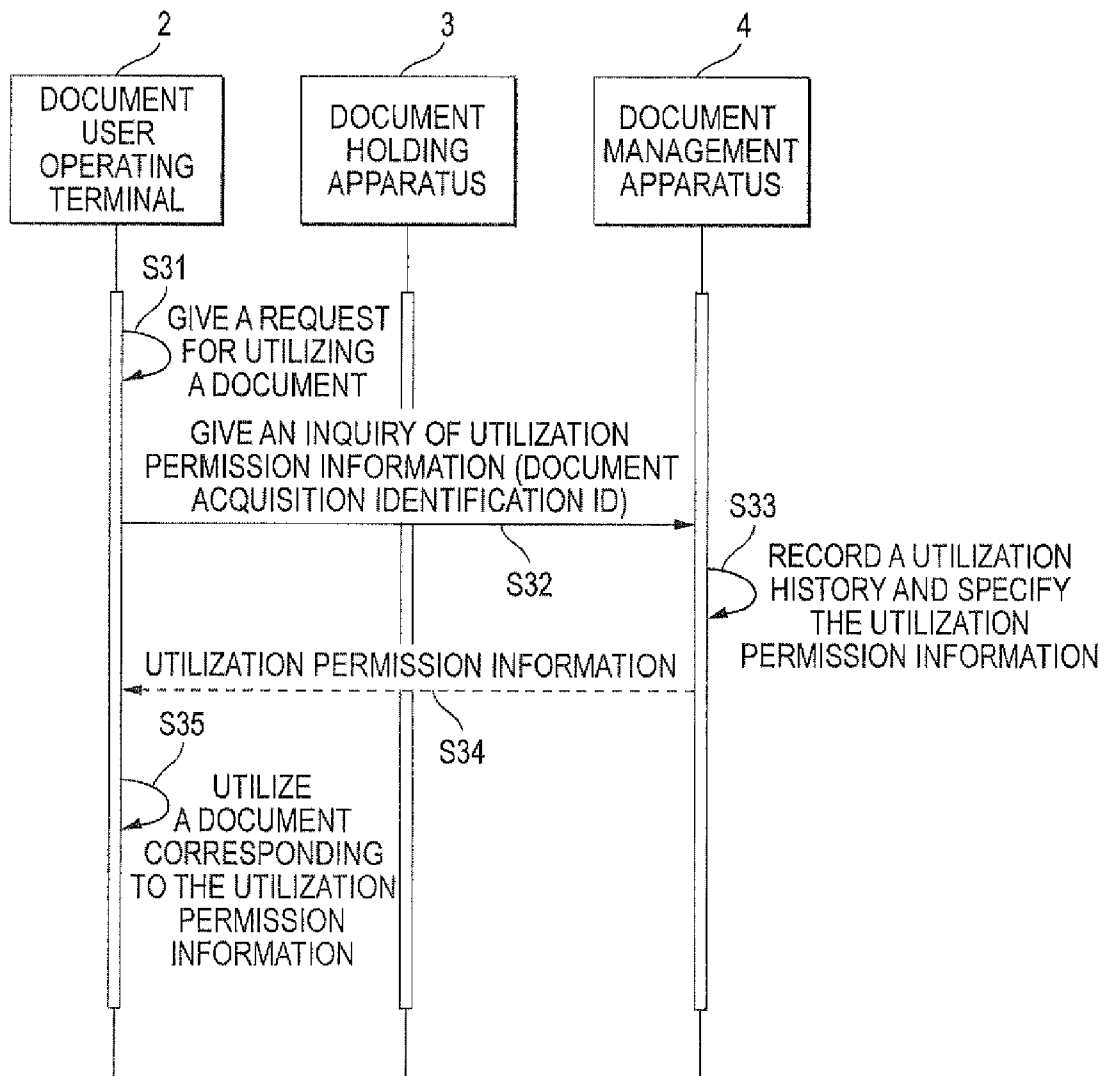 2
3
4
DOCUMENT
USER
OPERATING
TERMINAL
DOCUMENT
HOLDING
APPARATUS
DOCUMENT
MANAGEMENT
APPARATUS
S31
GIVE A REQUEST
FOR UTILIZING
A DOCUMENT
GIVE AN INQUIRY OF UTILIZATION
PERMISSION INFORMATION (DOCUMENT
ACQUISITION IDENTIFICATION ID)
S32
S33
RECORD A UTILIZATION
HISTORY AND SPECIFY
THE UTILIZATION
PERMISSION INFORMATION
UTILIZATION PERMISSION INFORMATION
S34
S35
UTILIZE
A DOCUMENT
CORRESPONDING
TO THE UTILIZATION
PERMISSION
INFORMATION